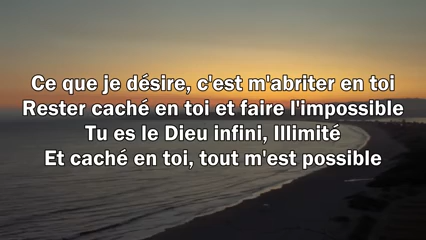 Ce que je désire, c'est m'abriter en toi
Rester caché en toi et faire l'impossible
Tu es le Dieu infini, Illimité
Et caché en toi, tout m'est possible